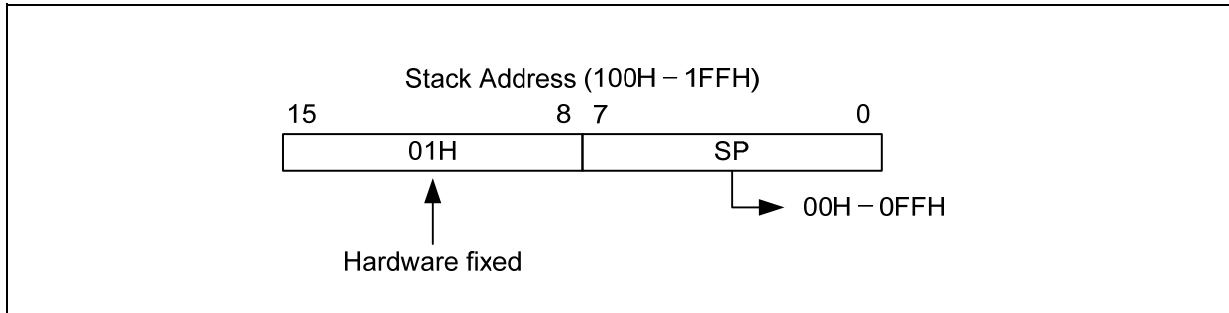 Stack Address (100H – 1FFH)
15 8 7 0
01H SP
00H – 0FFH
Hardware fixed